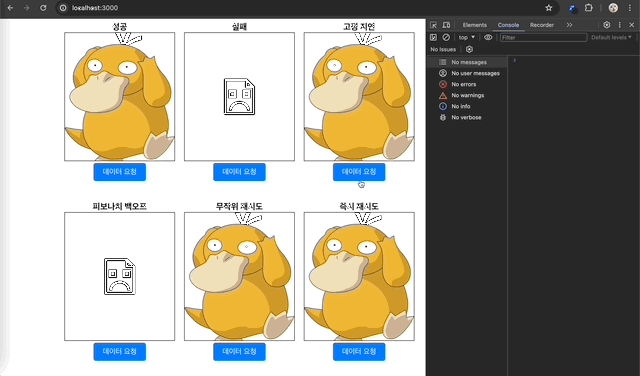 localhost:3000
Elements Console Recorder
top Filter Default levels
No Issues
No messages
No user messages
No errors
No warnings
No info
No verbose
성공 실패 고정 지연
데이터 요청 데이터 요청 데이터 요청
피보나치 백오프 무작위 재시도 즉시 재시도
데이터 요청 데이터 요청 데이터 요청